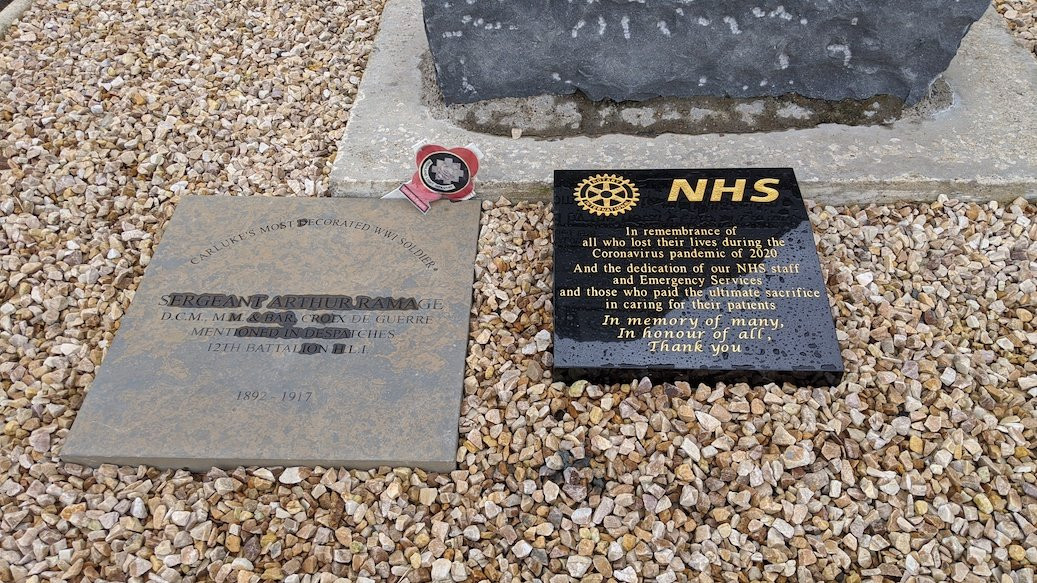 CARLUKE'S MOST DECORATED WWI SOLDIER
SERGEANT ARTHUR RAMAGE
D.C.M., M.M. & BAR, CROIX DE GUERRE
MENTIONED IN DESPATCHES
12TH BATTALION H.L.I
1892 - 1917
ROTARY
INTERNATIONAL
NHS
In remembrance of
all who lost their lives during the
Coronavirus pandemic of 2020
And the dedication of our NHS staff
and Emergency Services
and those who paid the ultimate sacrifice
in caring for their patients
In memory of many,
In honour of all,
Thank you